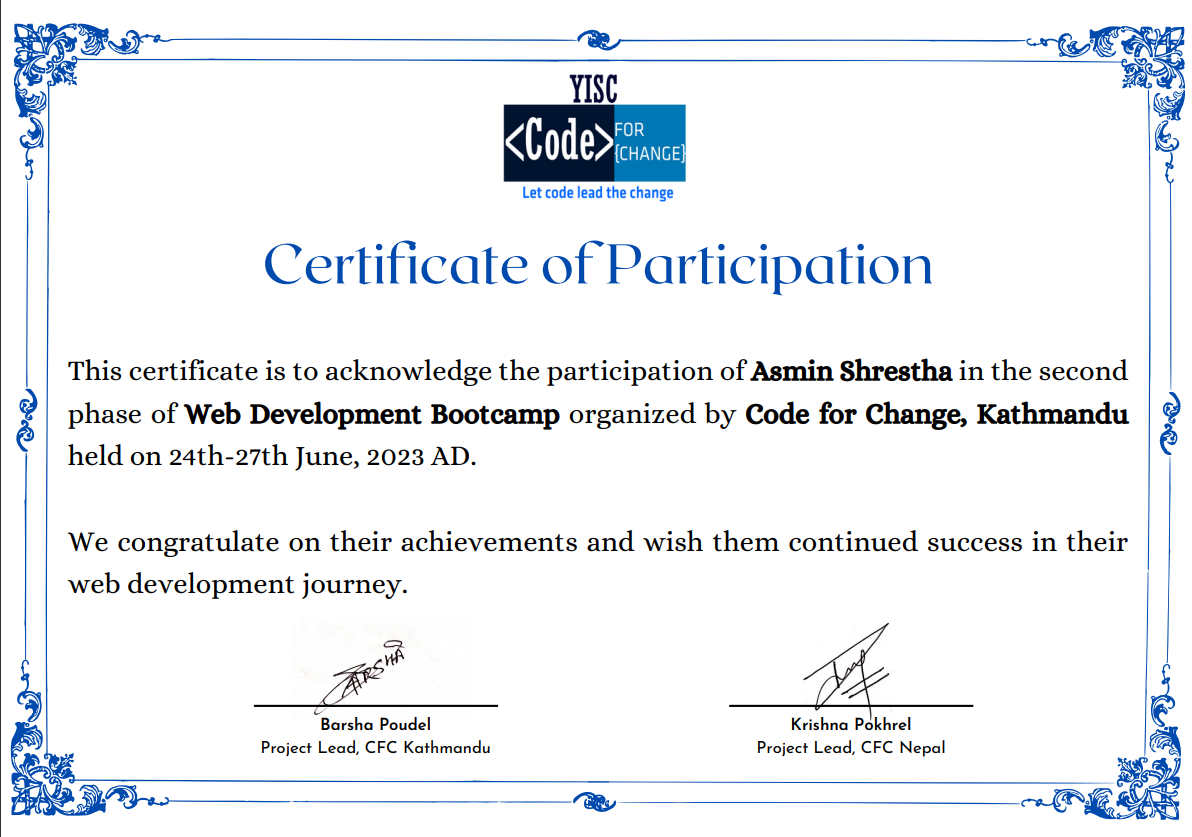 YISC
<Code> FOR
{CHANGE}
Let code lead the change
Certificate of Participation
This certificate is to acknowledge the participation of Asmin Shrestha in the second
phase of Web Development Bootcamp organized by Code for Change, Kathmandu
held on 24th-27th June, 2023 AD.
We congratulate on their achievements and wish them continued success in their
web development journey.
Barsha Poudel
Project Lead, CFC Kathmandu
Krishna Pokhrel
Project Lead, CFC Nepal